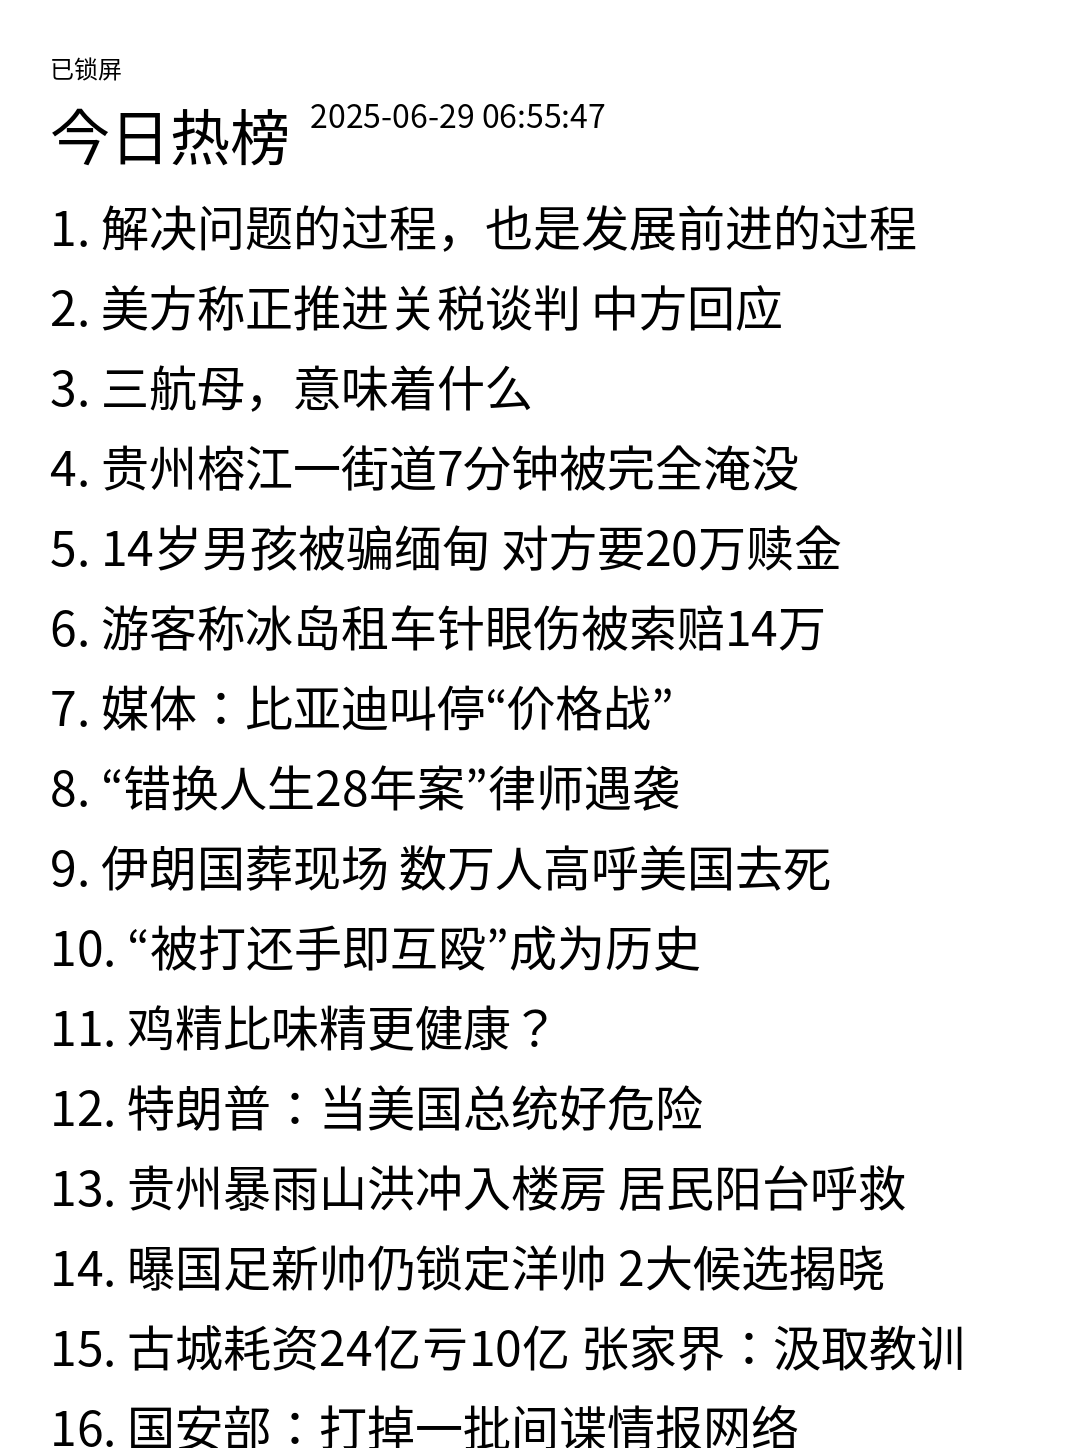 已锁屏
今日热榜 2025-06-29 06:55:47
1. 解决问题的过程，也是发展前进的过程
2. 美方称正推进关税谈判 中方回应
3. 三航母，意味着什么
4. 贵州榕江一街道7分钟被完全淹没
5. 14岁男孩被骗缅甸 对方要20万赎金
6. 游客称冰岛租车针眼伤被索赔14万
7. 媒体：比亚迪叫停“价格战”
8. “错换人生28年案”律师遇袭
9. 伊朗国葬现场 数万人高呼美国去死
10. “被打还手即互殴”成为历史
11. 鸡精比味精更健康？
12. 特朗普：当美国总统好危险
13. 贵州暴雨山洪冲入楼房 居民阳台呼救
14. 曝国足新帅仍锁定洋帅 2大候选揭晓
15. 古城耗资24亿亏10亿 张家界：汲取教训
16. 国安部：打掉一批间谍情报网络